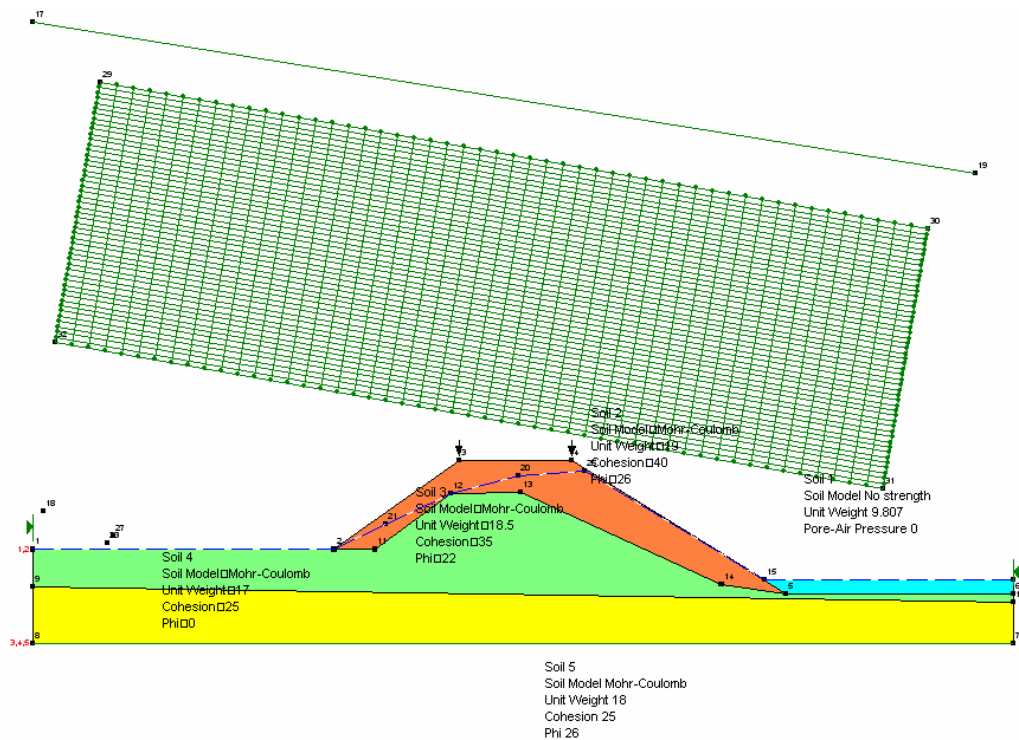 17
29
19
30
32
31
Soil 2
Soil Model□Mohr-Coulomb
Unit Weight□19
Cohesion□40
Phi□26
3
4
25
20
12
13
Soil 1
Soil Model No strength
Unit Weight 9.807
Pore-Air Pressure 0
Soil 3
Soil Model□Mohr-Coulomb
Unit Weight□18.5
Cohesion□35
Phi□22
18
27
21
1,2
1
2
11
Soil 4
Soil Model□Mohr-Coulomb
Unit Weight□17
Cohesion□25
Phi□0
9
14
15
5
6
3,4,5
8
7
Soil 5
Soil Model Mohr-Coulomb
Unit Weight 18
Cohesion 25
Phi 26